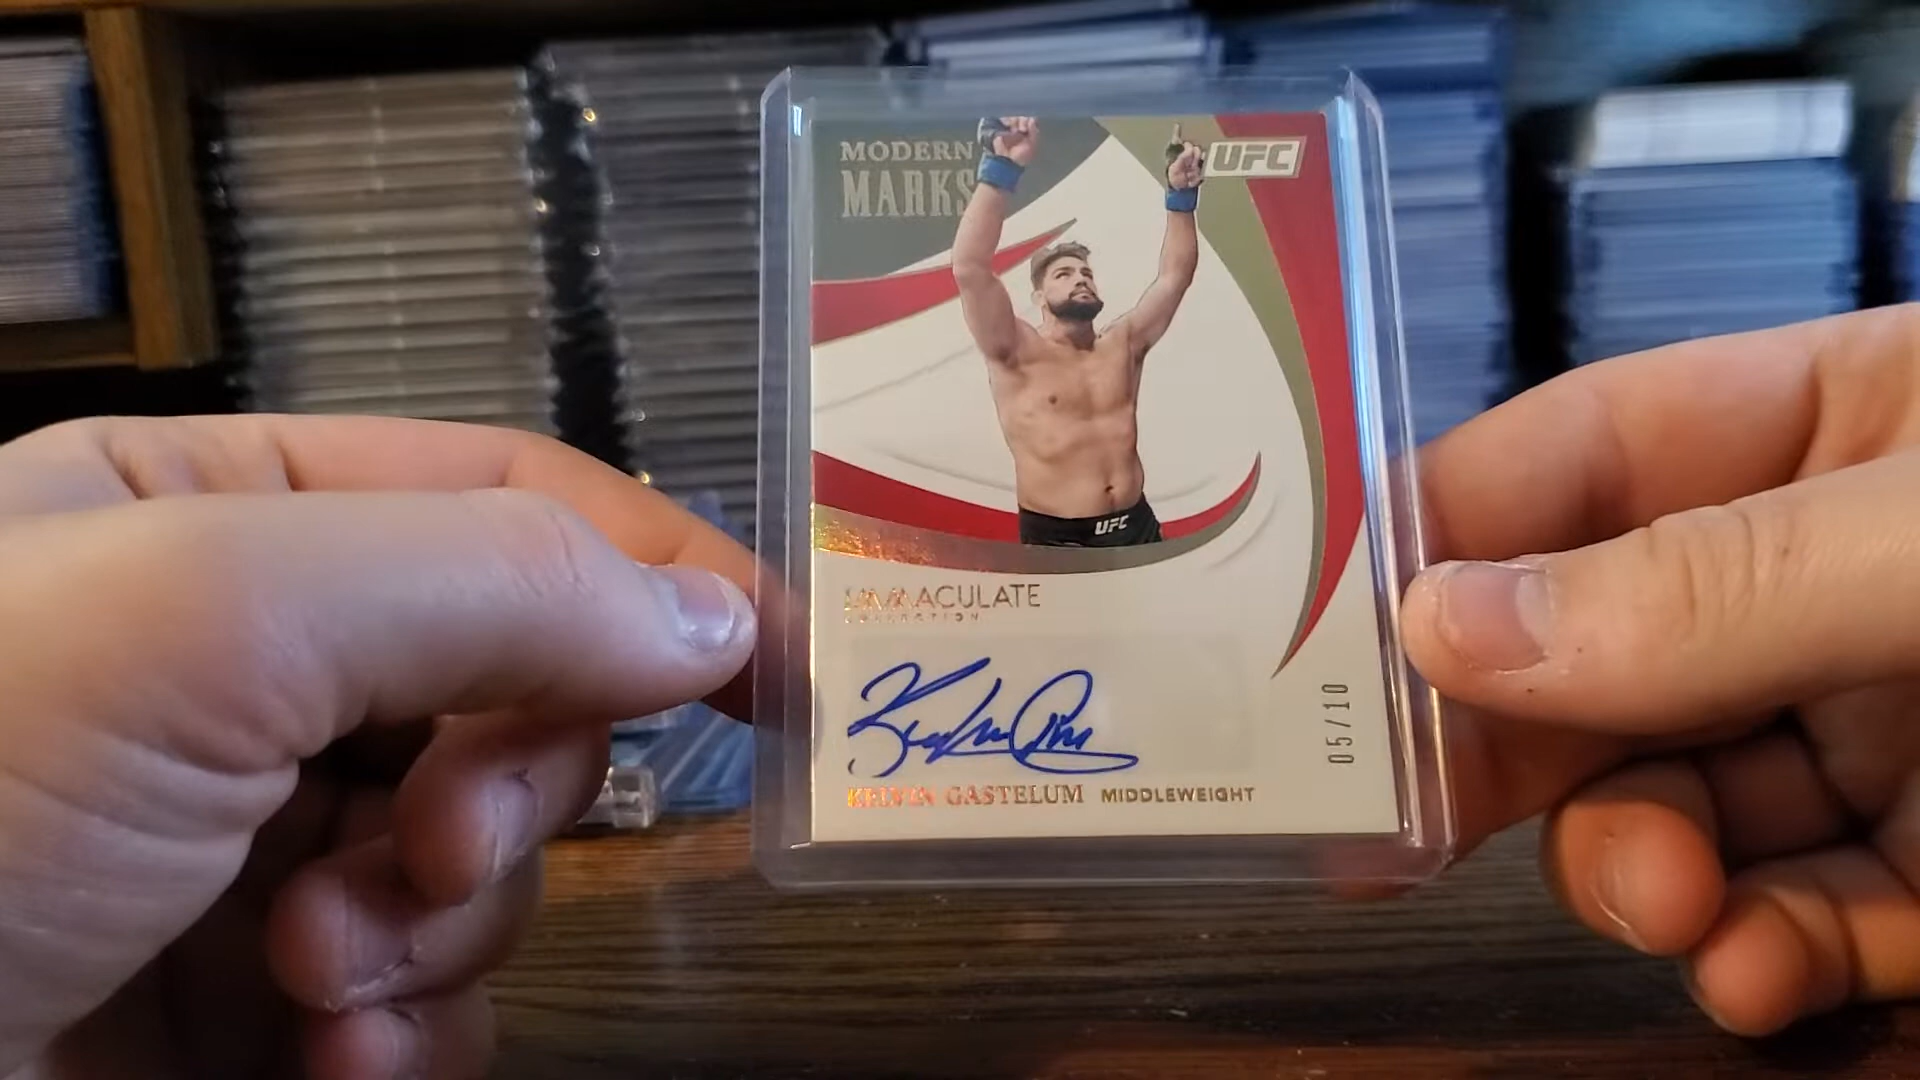 MODERN
MARKS
UFC
UFC
IMMACULATE
COLLECTION
05/10
KELVIN GASTELUM MIDDLEWEIGHT